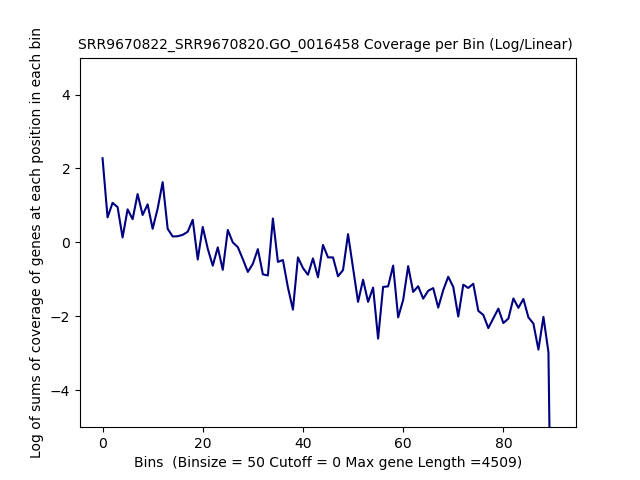 SRR9670822_SRR9670820.GO_0016458 Coverage per Bin (Log/Linear)
Log of sums of coverage of genes at each position in each bin
4
2
0
−2
−4
0 20 40 60 80
Bins  (Binsize = 50 Cutoff = 0 Max gene Length =4509)